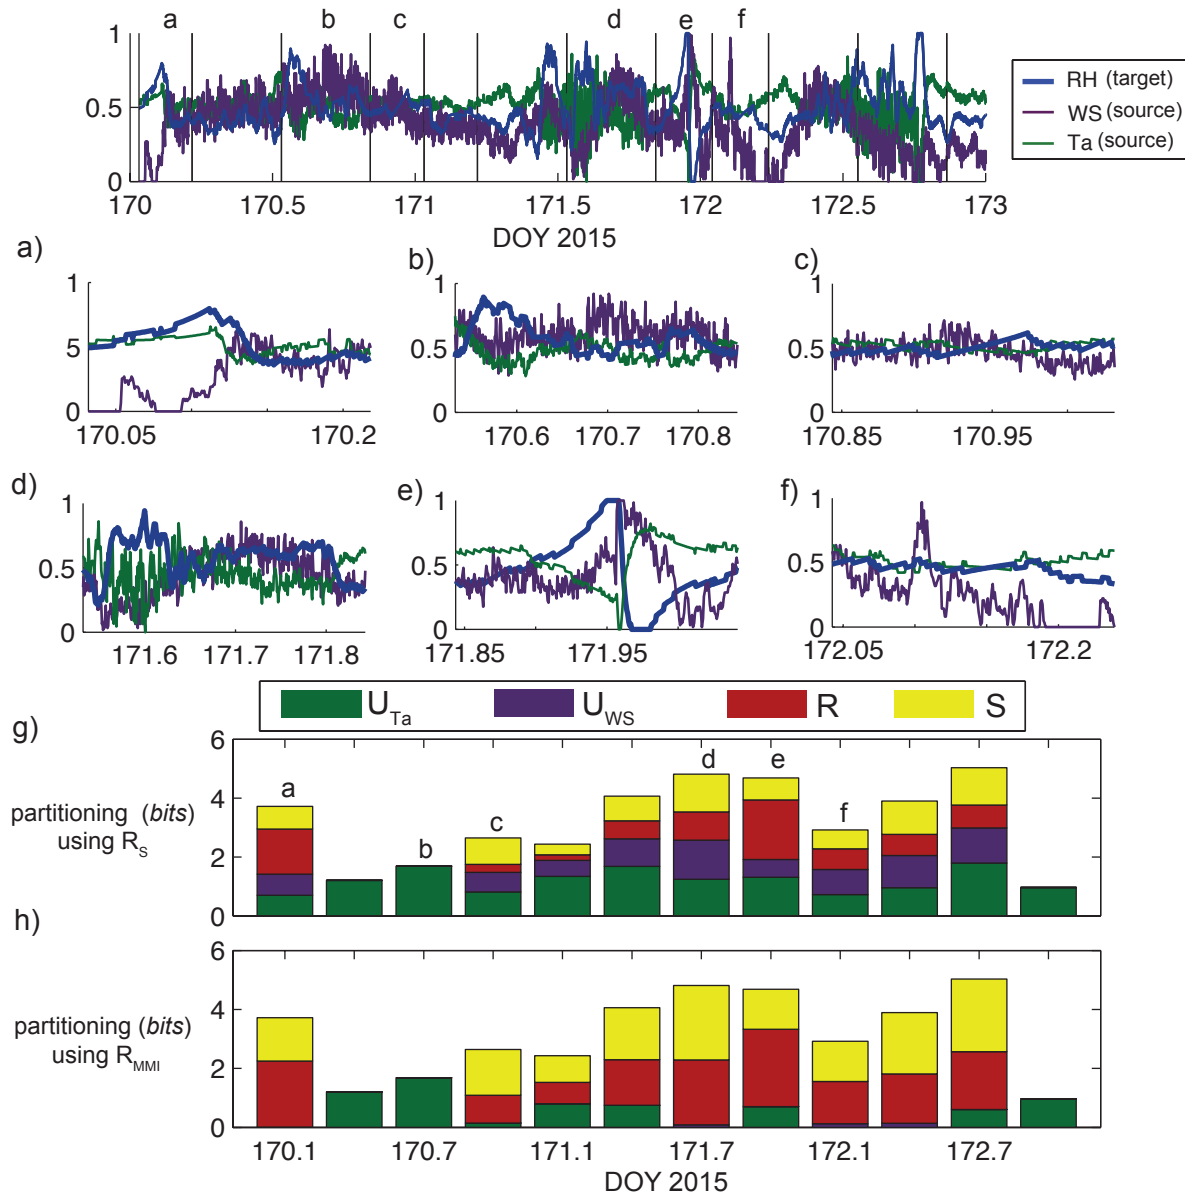 a b c d e f
1
0.5
0
170 170.5 171 171.5 172 172.5 173
DOY 2015
RH (target)
WS (source)
Ta (source)
a)
1
5
0
170.05 170.2
b)
1
0.5
0
170.6 170.7 170.8
c)
1
0.5
0
170.85 170.95
d)
1
0.5
0
171.6 171.7 171.8
e)
1
0.5
0
171.85 171.95
f)
1
0.5
0
172.05 172.2
U_Ta U_WS R S
g)
partitioning (bits)
using R_S
6
4
2
0
a b c d e f
h)
partitioning (bits)
using R_MMI
6
4
2
0
170.1 170.7 171.1 171.7 172.1 172.7
DOY 2015